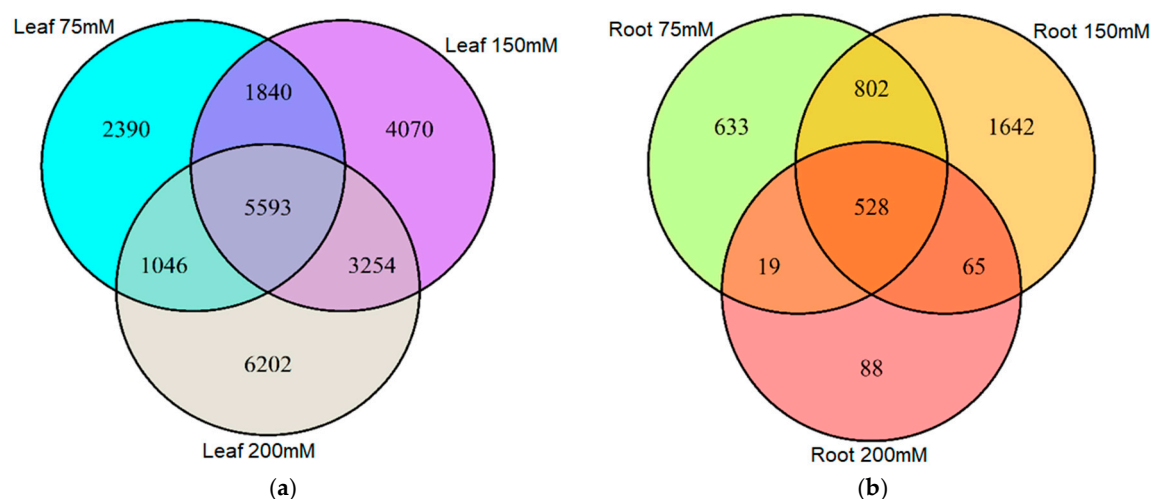 Leaf 75mM
Leaf 150mM
1840
2390
4070
5593
1046
3254
6202
Leaf 200mM
(a)
Root 75mM
Root 150mM
802
633
1642
528
19
65
88
Root 200mM
(b)